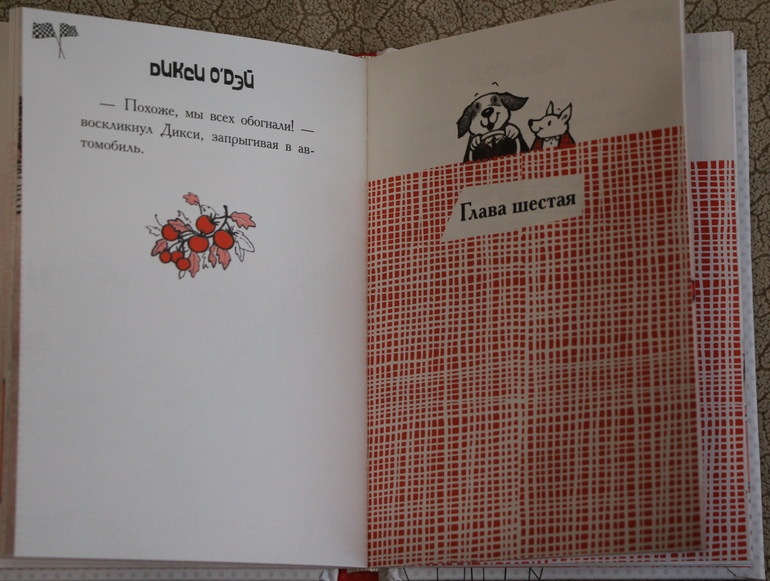 Дикси О'Дэй
— Похоже, мы всех обогнали! —
воскликнул Дикси, запрыгивая в ав-
томобиль.
Глава шестая